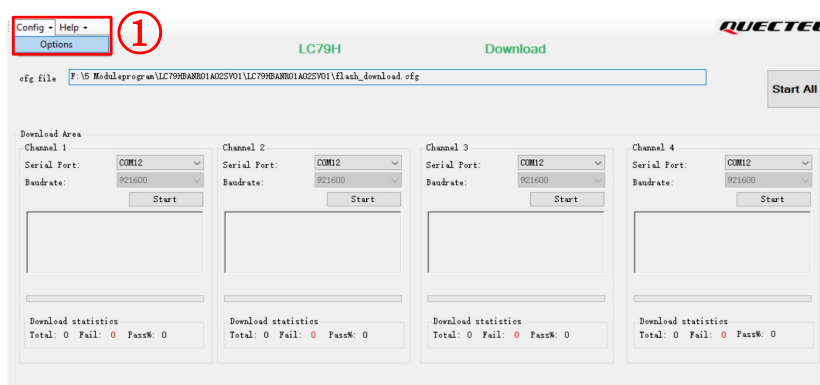 Config Help
①
QUECTEL
Options
LC79H
Download
cfg file F:\5 Moduleprogram\LC79HBANR01A02SV01\LC79HBANR01A02SV01\flash_download.cfg
Start All
Download Area
Channel 1 Channel 2 Channel 3 Channel 4
Serial Port: COM12 Serial Port: COM12 Serial Port: COM12 Serial Port: COM12
Baudrate: 921600 Baudrate: 921600 Baudrate: 921600 Baudrate: 921600
Start Start Start Start
Download statistics Download statistics Download statistics Download statistics
Total: 0 Fail: 0 Pass%: 0 Total: 0 Fail: 0 Pass%: 0 Total: 0 Fail: 0 Pass%: 0 Total: 0 Fail: 0 Pass%: 0